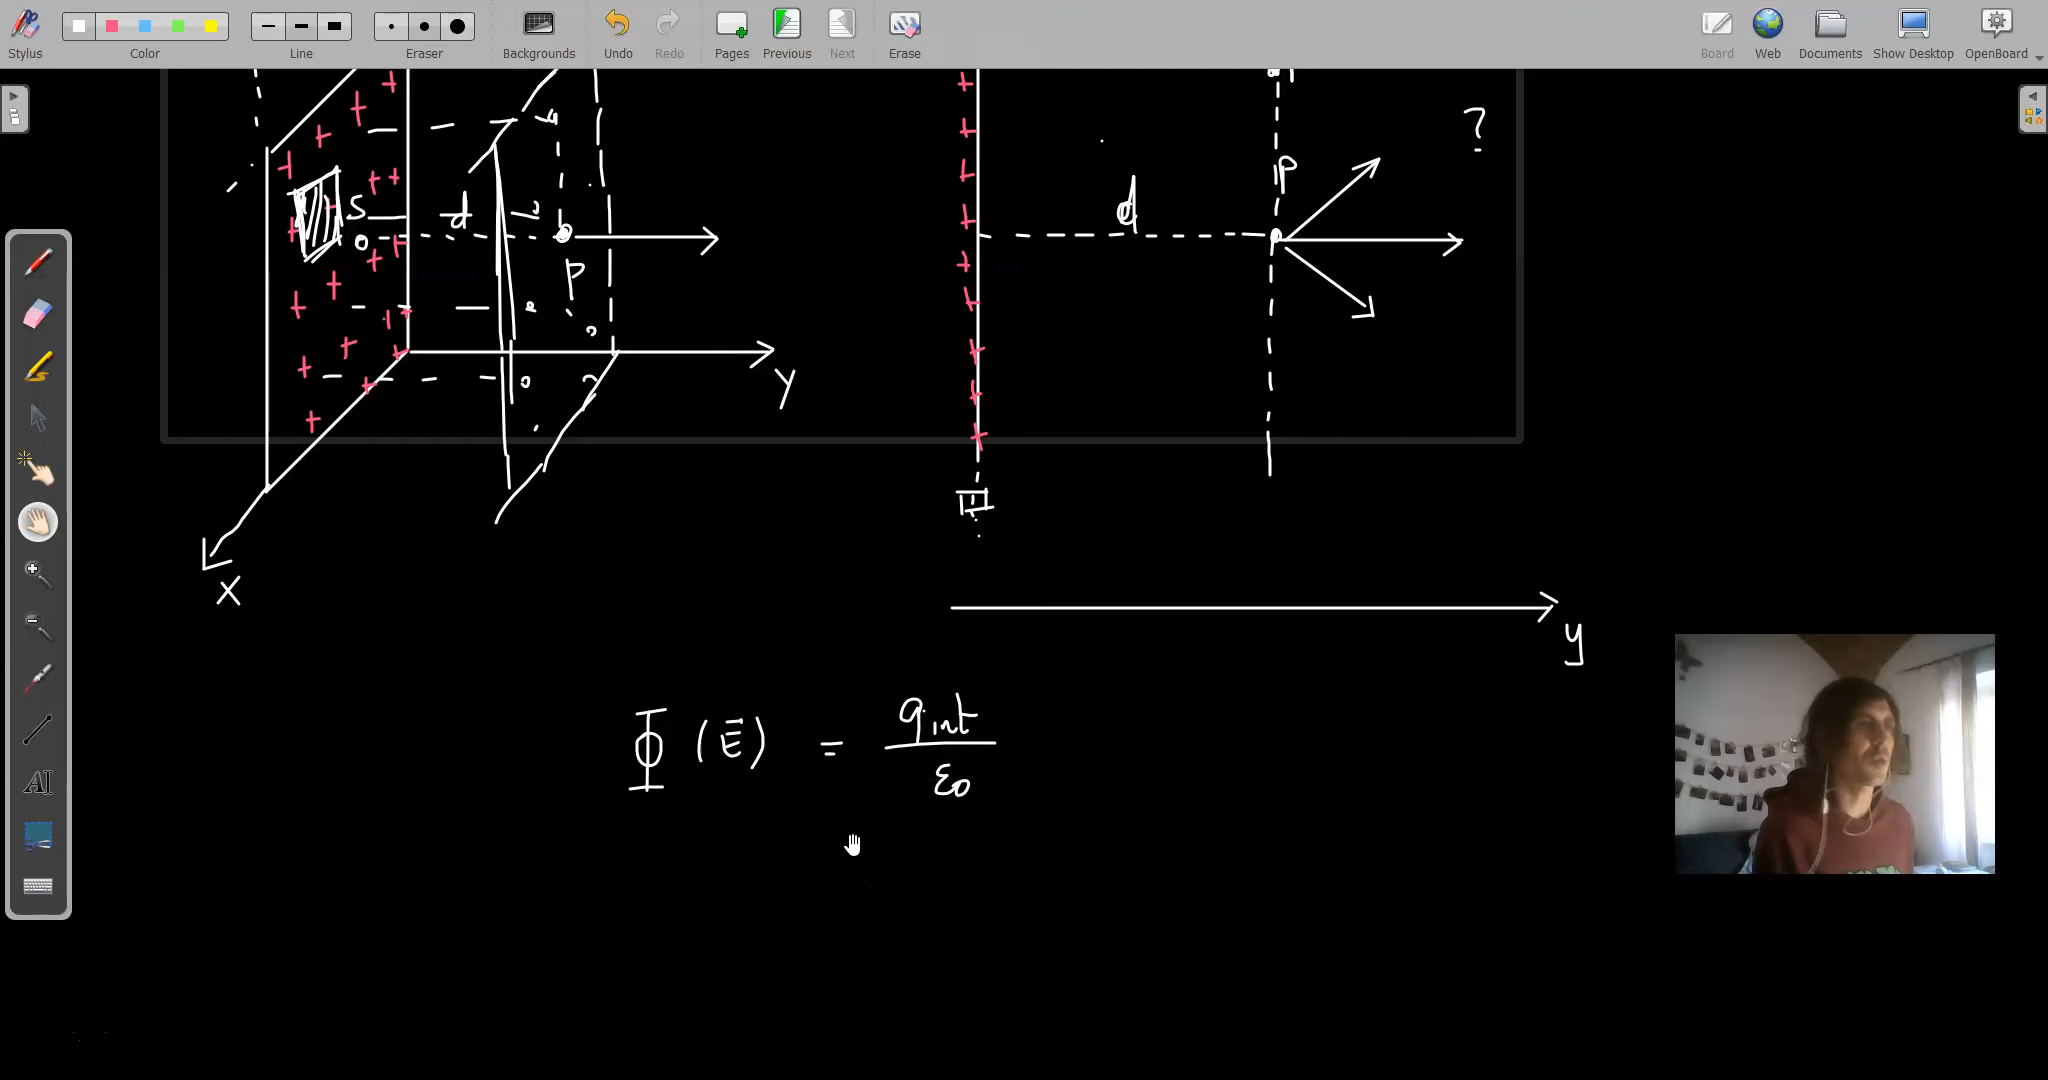 Stylus
Color
Line
Eraser
Backgrounds
Undo
Redo
Pages
Previous
Next
Erase
Board
Web
Documents
Show Desktop
OpenBoard
S
d
P
Y
X
d
P
?
y
Φ (Ē) = qint / ε0
AI